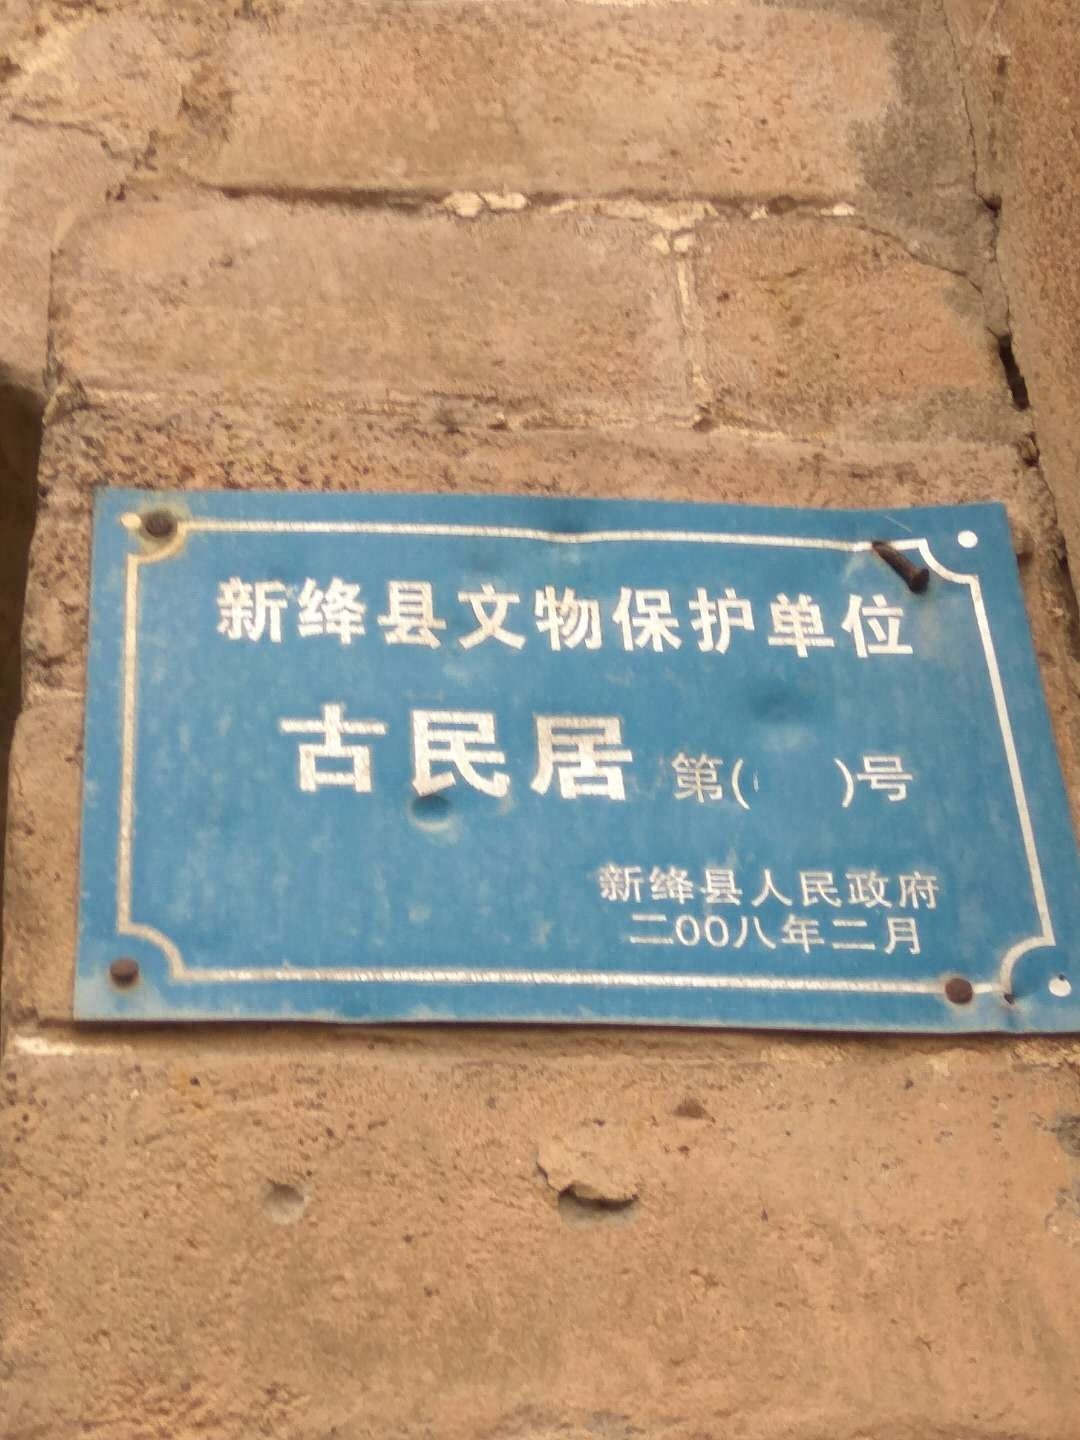 新绛县文物保护单位
古民居 第( )号
新绛县人民政府
二00八年二月